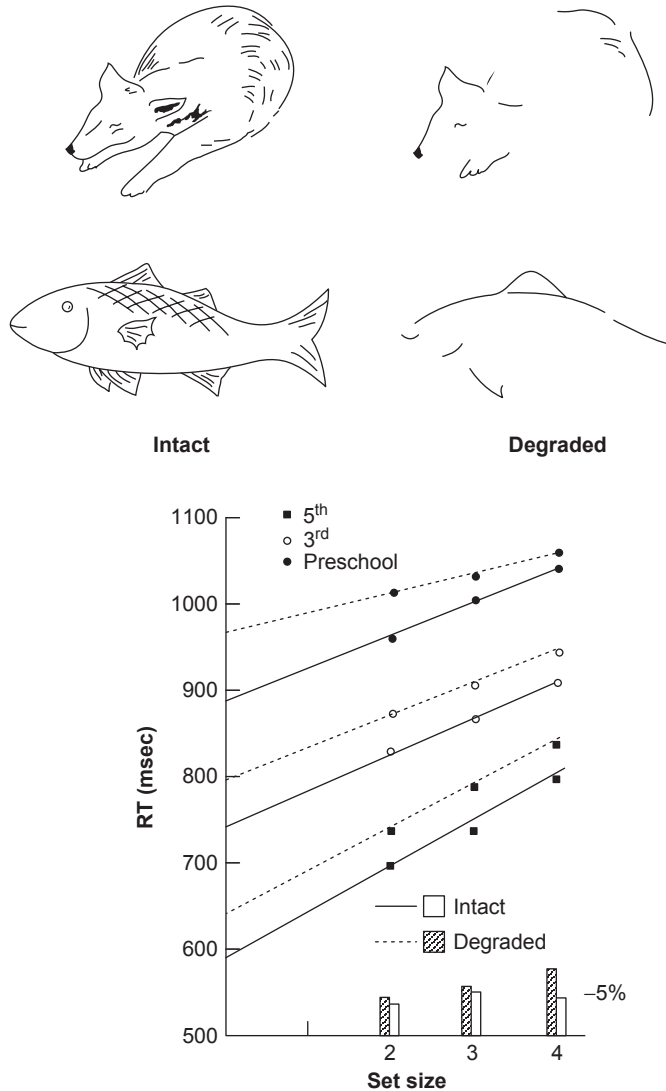 Intact Degraded
1100
5th
3rd
Preschool
1000
900
800
700
600
500
RT (msec)
Intact
Degraded
–5%
2 3 4
Set size